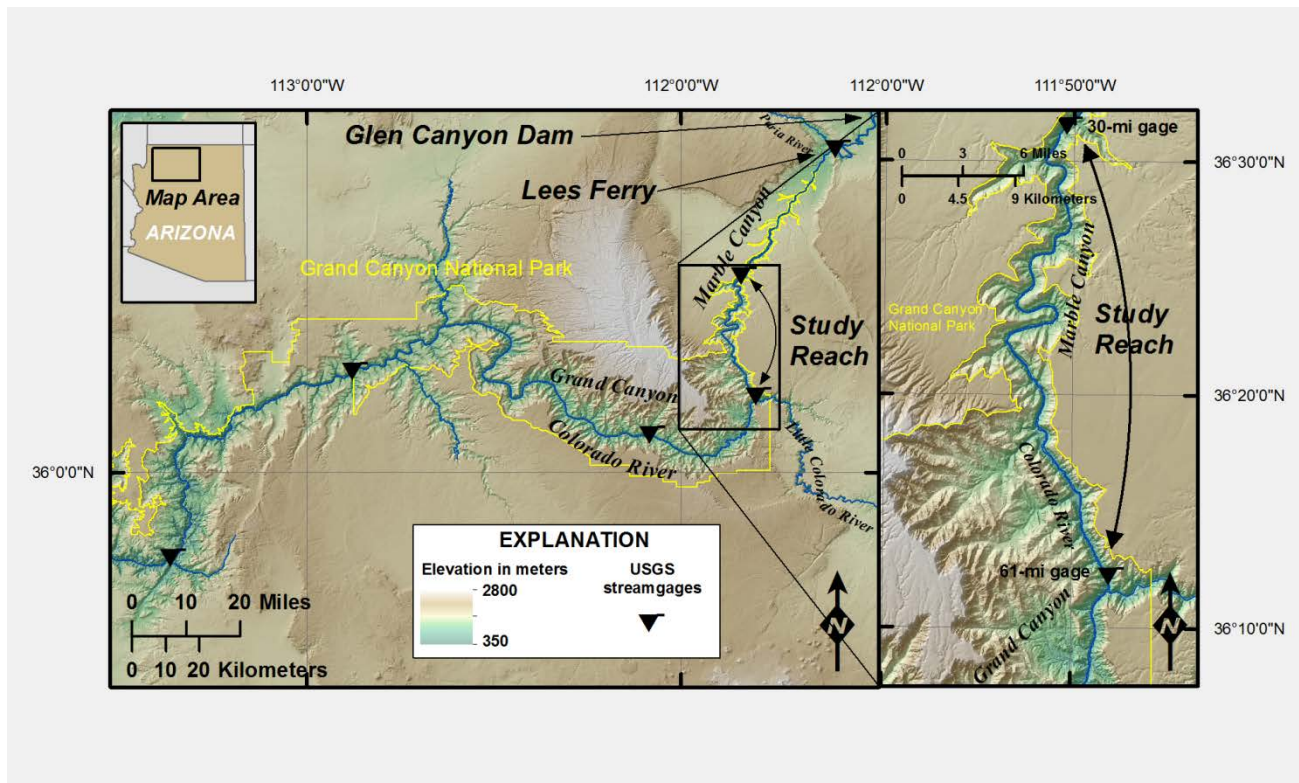 113°0'0"W
112°0'0"W
112°0'0"W
111°50'0"W
Glen Canyon Dam
Paria River
Lees Ferry
Map Area
ARIZONA
Grand Canyon National Park
Marble Canyon
Study
Reach
Grand Canyon
Colorado River
Little Colorado
River
36°0'0"N
EXPLANATION
Elevation in meters
2800
350
USGS
streamgages
0 10 20 Miles
0 10 20 Kilometers
N
30-mi gage
0 3 6 Miles
0 4.5 9 Kilometers
36°30'0"N
Marble Canyon
Grand Canyon
National Park
Study
Reach
36°20'0"N
Colorado River
61-mi gage
Grand Canyon
N
36°10'0"N